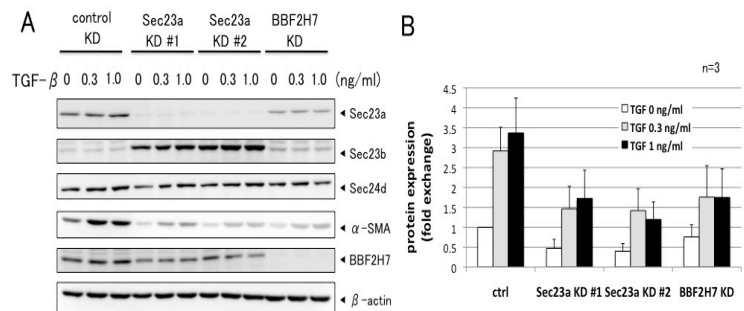 A
control KD
Sec23a KD #1
Sec23a KD #2
BBF2H7 KD
TGF-β 0 0.3 1.0 0 0.3 1.0 0 0.3 1.0 0 0.3 1.0 (ng/ml)
Sec23a
Sec23b
Sec24d
α-SMA
BBF2H7
β-actin
B
n=3
protein expression
(fold exchange)
4.5
4
3.5
3
2.5
2
1.5
1
0.5
0
TGF 0 ng/ml
TGF 0.3 ng/ml
TGF 1 ng/ml
ctrl Sec23a KD #1 Sec23a KD #2 BBF2H7 KD